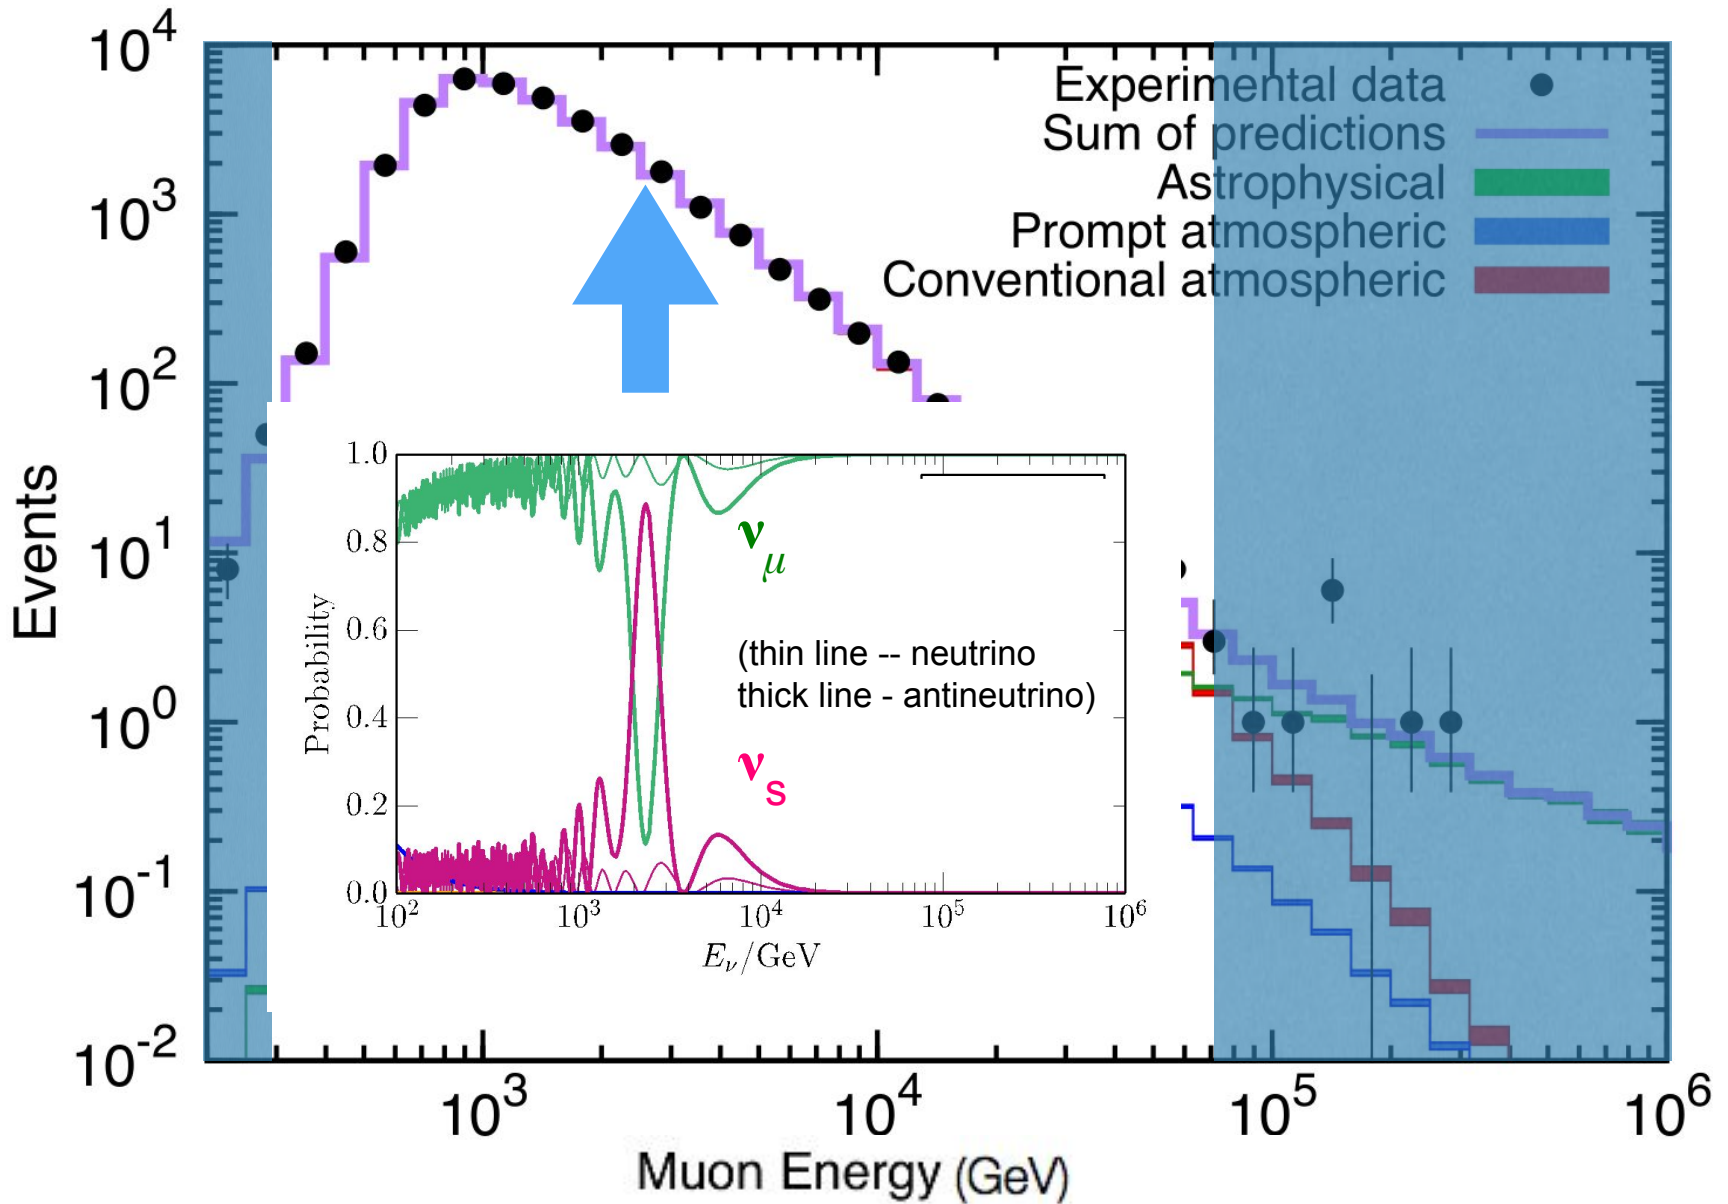 10^4
10^3
10^2
10^1
10^0
10^-1
10^-2
Events
Experimental data
Sum of predictions
Astrophysical
Prompt atmospheric
Conventional atmospheric
1.0
0.8
0.6
0.4
0.2
0.0
Probability
ν_μ
(thin line -- neutrino
thick line - antineutrino)
ν_s
10^2 10^3 10^4 10^5 10^6
E_ν/GeV
10^3 10^4 10^5 10^6
Muon Energy (GeV)